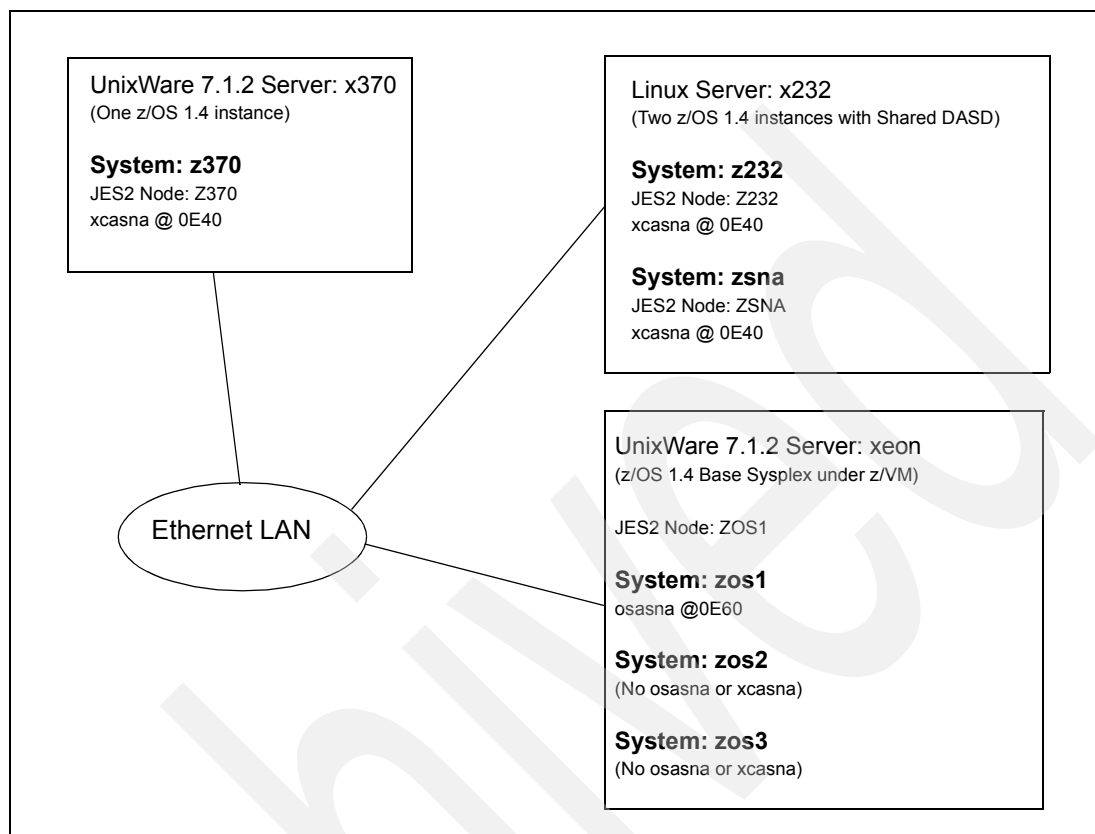 UnixWare 7.1.2 Server: x370
(One z/OS 1.4 instance)
System: z370
JES2 Node: Z370
xcasna @ 0E40
Linux Server: x232
(Two z/OS 1.4 instances with Shared DASD)
System: z232
JES2 Node: Z232
xcasna @ 0E40
System: zsna
JES2 Node: ZSNA
xcasna @ 0E40
Ethernet LAN
UnixWare 7.1.2 Server: xeon
(z/OS 1.4 Base Sysplex under z/VM)
JES2 Node: ZOS1
System: zos1
osasna @0E60
System: zos2
(No osasna or xcasna)
System: zos3
(No osasna or xcasna)
hived